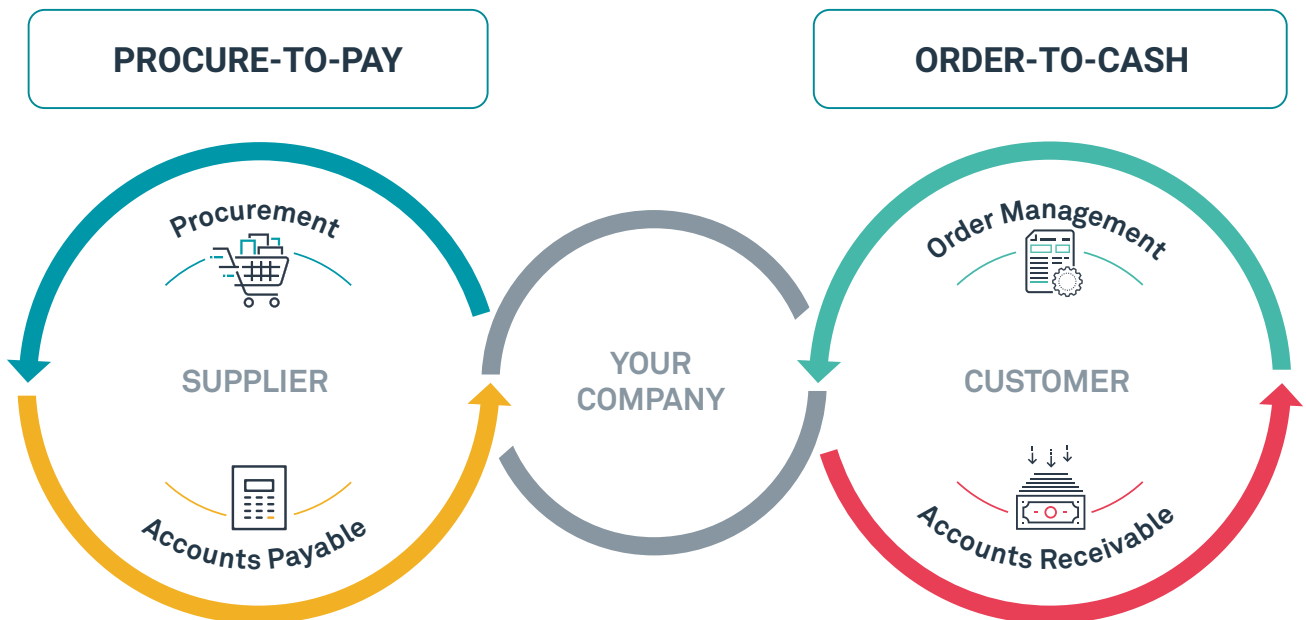 PROCURE-TO-PAY
ORDER-TO-CASH
Procurement
Order Management
SUPPLIER
YOUR
COMPANY
CUSTOMER
Accounts Payable
Accounts Receivable